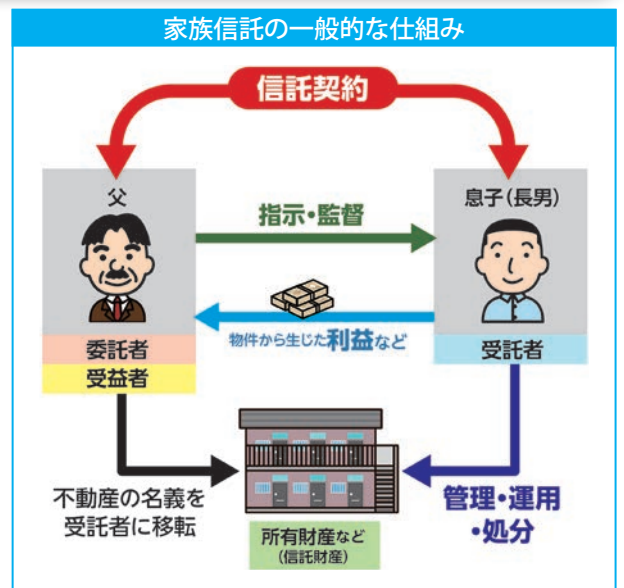 家族信託の一般的な仕組み
信託契約
父
息子(長男)
指示・監督
物件から生じた利益など
委託者
受益者
受託者
不動産の名義を
受託者に移転
管理・運用
・処分
所有財産など
(信託財産)